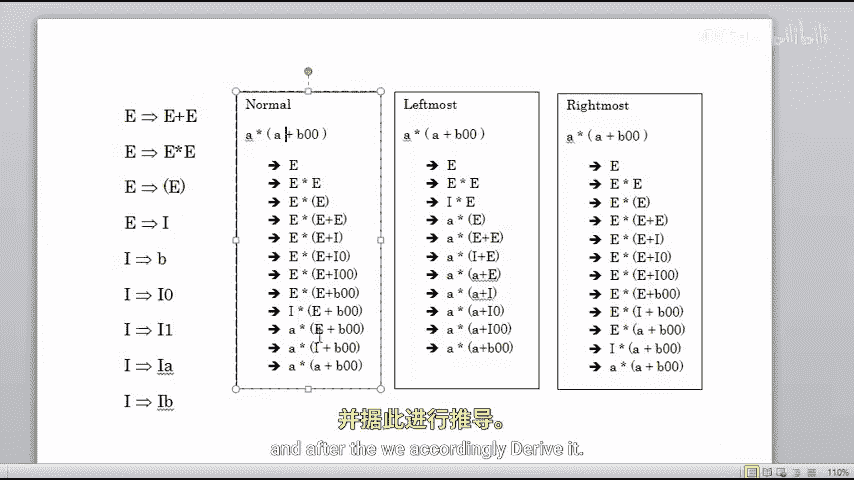 E ⇒ E+E
E ⇒ E*E
E ⇒ (E)
E ⇒ I
I ⇒ b
I ⇒ I0
I ⇒ I1
I ⇒ Ia
I ⇒ Ib
Normal
a * ( a + b00 )
➔ E
➔ E * E
➔ E * (E)
➔ E * (E+E)
➔ E * (E+I)
➔ E * (E+I0)
➔ E * (E+I00)
➔ E * (E+b00)
➔ I * (E + b00)
➔ a * (E + b00)
➔ a * (I + b00)
➔ a * (a + b00)
Leftmost
a * ( a + b00 )
➔ E
➔ E * E
➔ I * E
➔ a * (E)
➔ a * (E+E)
➔ a * (I+E)
➔ a * (a+E)
➔ a * (a+I)
➔ a * (a+I0)
➔ a * (a+I00)
➔ a * (a+b00)
Rightmost
a * ( a + b00 )
➔ E
➔ E * E
➔ E * (E)
➔ E * (E+E)
➔ E * (E+I)
➔ E * (E+I0)
➔ E * (E+I00)
➔ E * (E+b00)
➔ E * (I + b00)
➔ E * (a + b00)
➔ I * (a + b00)
➔ a * (a + b00)
并据此进行推导。
and after the we accordingly Derive it.
110%